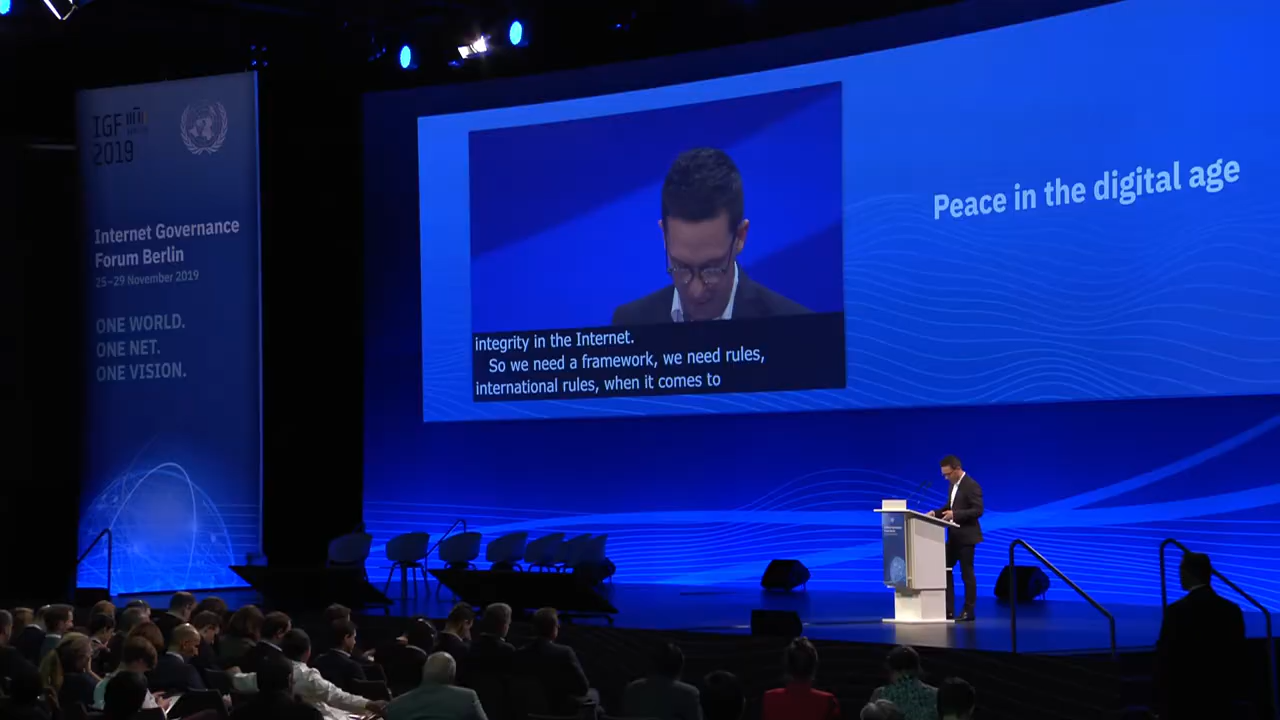 IGF
2019
Internet Governance
Forum Berlin
25–29 November 2019
ONE WORLD.
ONE NET.
ONE VISION.
Peace in the digital age
integrity in the Internet.
So we need a framework, we need rules,
international rules, when it comes to